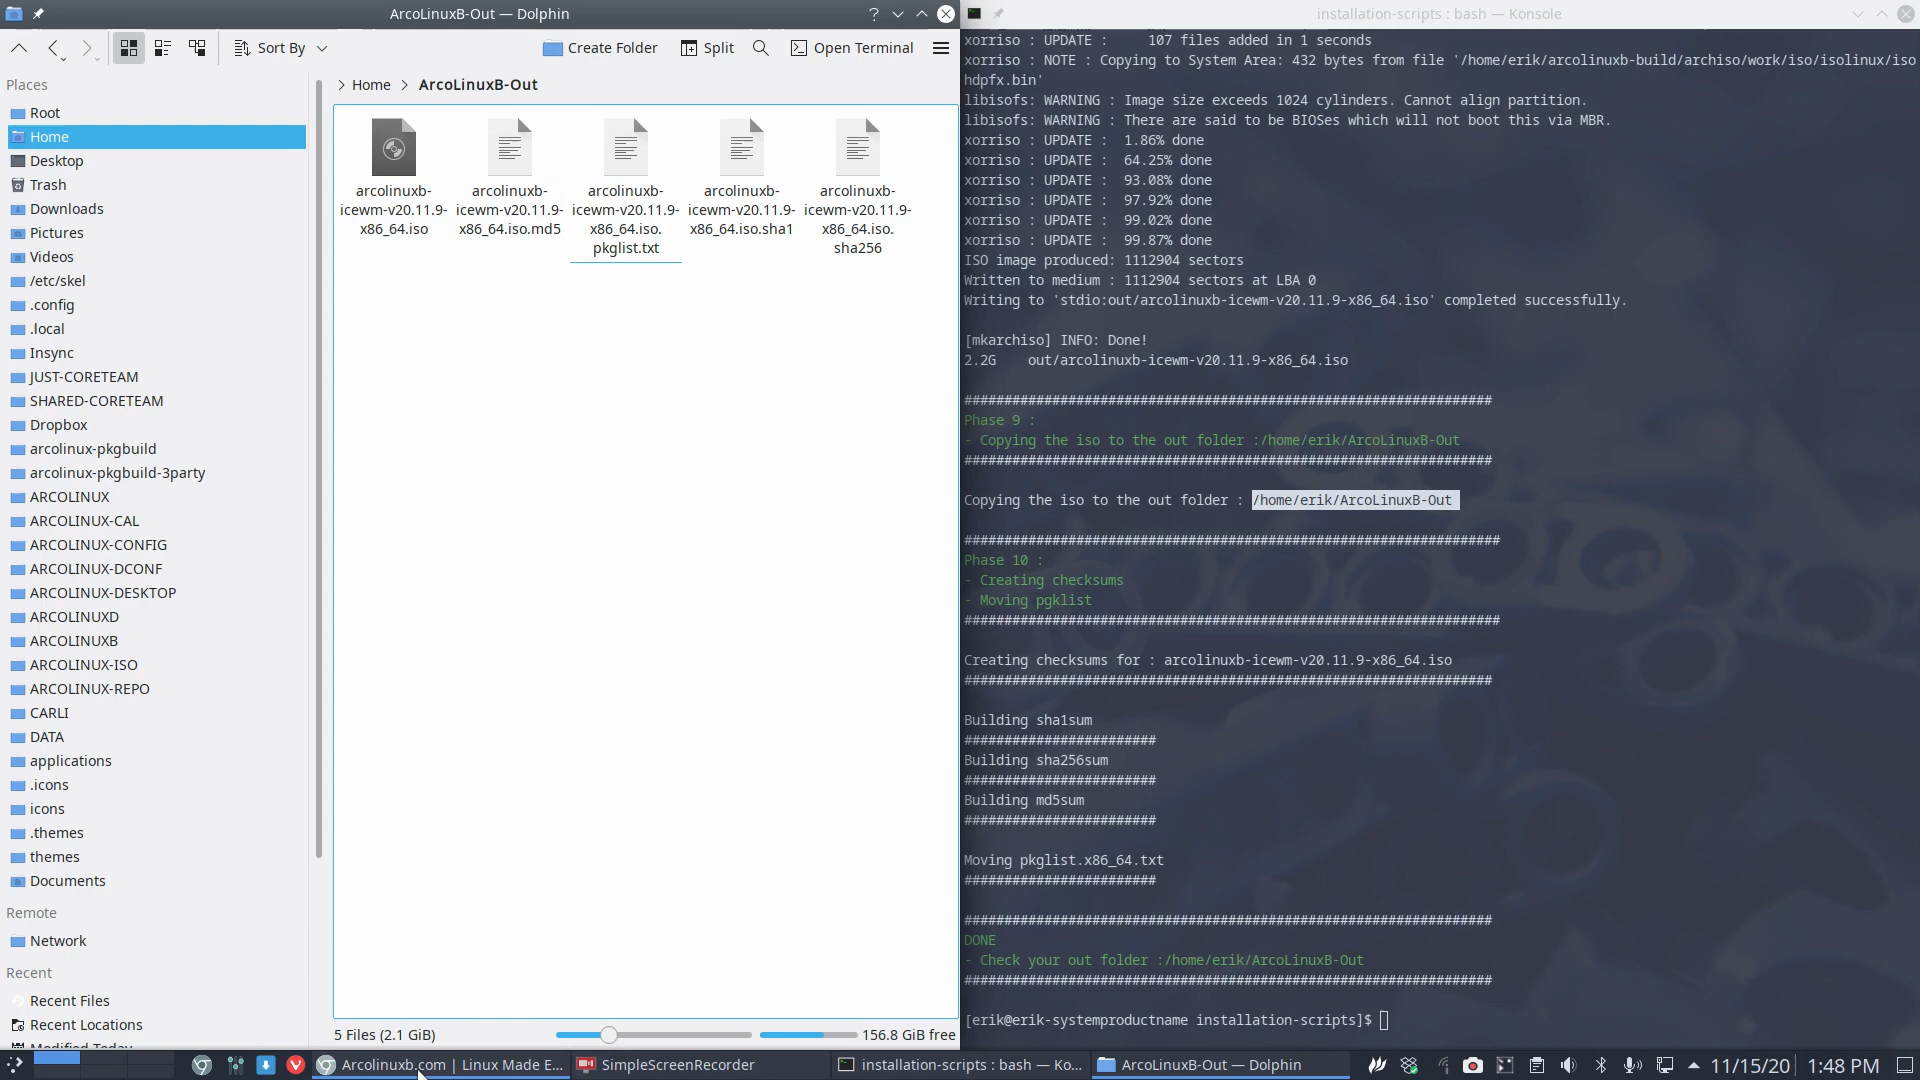 ArcoLinuxB-Out — Dolphin
Sort By
Create Folder
Split
Open Terminal
Places
Root
Home
Desktop
Trash
Downloads
Pictures
Videos
/etc/skel
.config
.local
Insync
JUST-CORETEAM
SHARED-CORETEAM
Dropbox
arcolinux-pkgbuild
arcolinux-pkgbuild-3party
ARCOLINUX
ARCOLINUX-CAL
ARCOLINUX-CONFIG
ARCOLINUX-DCONF
ARCOLINUX-DESKTOP
ARCOLINUXD
ARCOLINUXB
ARCOLINUX-ISO
ARCOLINUX-REPO
CARLI
DATA
applications
.icons
icons
.themes
themes
Documents
Remote
Network
Recent
Recent Files
Recent Locations
Modified Today
> Home > ArcoLinuxB-Out
arcolinuxb-
icewm-v20.11.9-
x86_64.iso
arcolinuxb-
icewm-v20.11.9-
x86_64.iso.md5
arcolinuxb-
icewm-v20.11.9-
x86_64.iso.
pkglist.txt
arcolinuxb-
icewm-v20.11.9-
x86_64.iso.sha1
arcolinuxb-
icewm-v20.11.9-
x86_64.iso.
sha256
5 Files (2.1 GiB)
156.8 GiB free
installation-scripts : bash — Konsole
xorriso : UPDATE :     107 files added in 1 seconds
xorriso : NOTE : Copying to System Area: 432 bytes from file '/home/erik/arcolinuxb-build/archiso/work/iso/isolinux/iso
hdpfx.bin'
libisofs: WARNING : Image size exceeds 1024 cylinders. Cannot align partition.
libisofs: WARNING : There are said to be BIOSes which will not boot this via MBR.
xorriso : UPDATE :  1.86% done
xorriso : UPDATE :  64.25% done
xorriso : UPDATE :  93.08% done
xorriso : UPDATE :  97.92% done
xorriso : UPDATE :  99.02% done
xorriso : UPDATE :  99.87% done
ISO image produced: 1112904 sectors
Written to medium : 1112904 sectors at LBA 0
Writing to 'stdio:out/arcolinuxb-icewm-v20.11.9-x86_64.iso' completed successfully.
[mkarchiso] INFO: Done!
2.2G    out/arcolinuxb-icewm-v20.11.9-x86_64.iso
##################################################################
Phase 9 :
- Copying the iso to the out folder :/home/erik/ArcoLinuxB-Out
##################################################################
Copying the iso to the out folder : /home/erik/ArcoLinuxB-Out
###################################################################
Phase 10 :
- Creating checksums
- Moving pgklist
###################################################################
Creating checksums for : arcolinuxb-icewm-v20.11.9-x86_64.iso
##################################################################
Building sha1sum
########################
Building sha256sum
########################
Building md5sum
########################
Moving pkglist.x86_64.txt
########################
##################################################################
DONE
- Check your out folder :/home/erik/ArcoLinuxB-Out
##################################################################
[erik@erik-systemproductname installation-scripts]$
Arcolinuxb.com | Linux Made E...
SimpleScreenRecorder
installation-scripts : bash — Ko...
ArcoLinuxB-Out — Dolphin
11/15/20
1:48 PM